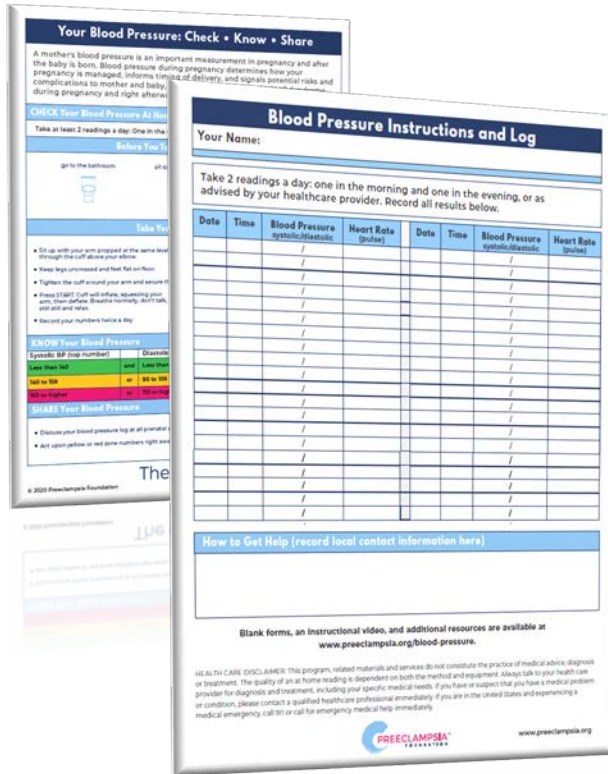 Your Blood Pressure: Check • Know • Share
A mother's blood pressure is an important measurement in pregnancy and after
the baby is born. Blood pressure during pregnancy determines how your
pregnancy is managed, informs timing of delivery, and signals potential risks and
complications to mother and baby,
during pregnancy and right
CHECK Your Blood Pressure At
Take at least 2 readings a day: One in the
Before You
go to the bathroom
Take
• Sit up with your arm propped at the same level
through the cuff above your elbow.
• Keep legs uncrossed and feet flat on floor.
• Tighten the cuff around your arm and secure
• Press START. Cuff will inflate, squeezing your
arm, then deflate. Breathe normally, don't talk,
still and relax.
• Record your numbers twice a day
KNOW Your Blood Pressure
Systolic BP (top number)
Less than 140 and Less than
140 to 159 or 90 to 109
or higher or 110 or
SHARE Your Blood Pressure
• Discuss your blood pressure log at all prenatal
• Act upon yellow or red zone numbers right
The
© 2020 Preeclampsia Foundation
Blood Pressure Instructions and Log
Your Name:
Take 2 readings a day: one in the morning and one in the evening, or as
advised by your healthcare provider. Record all results below.
Date Time Blood Pressure Heart Rate Date Time Blood Pressure Heart Rate
systolic/diastolic (pulse) systolic/diastolic (pulse)
How to Get Help (record local contact information here)
Blank forms, an instructional video, and additional resources are available at
www.preeclampsia.org/blood-pressure.
HEALTH CARE DISCLAIMER: This program, related materials and services do not constitute the practice of medical advice, diagnosis
or treatment. The quality of an at home reading is dependent on both the method and equipment. Always talk to your health care
provider for diagnosis and treatment, including your specific medical needs. If you have or suspect that you have a medical problem
or condition, please contact a qualified healthcare professional immediately. If you are in the United States and experiencing a
medical emergency, call 911 or call for emergency medical help immediately.
PREECLAMPSIA
FOUNDATION
www.preeclampsia.org